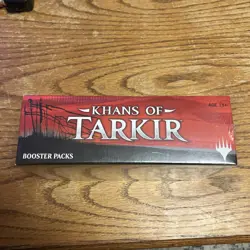 KHANS OF
TARKIR
BOOSTER PACKS